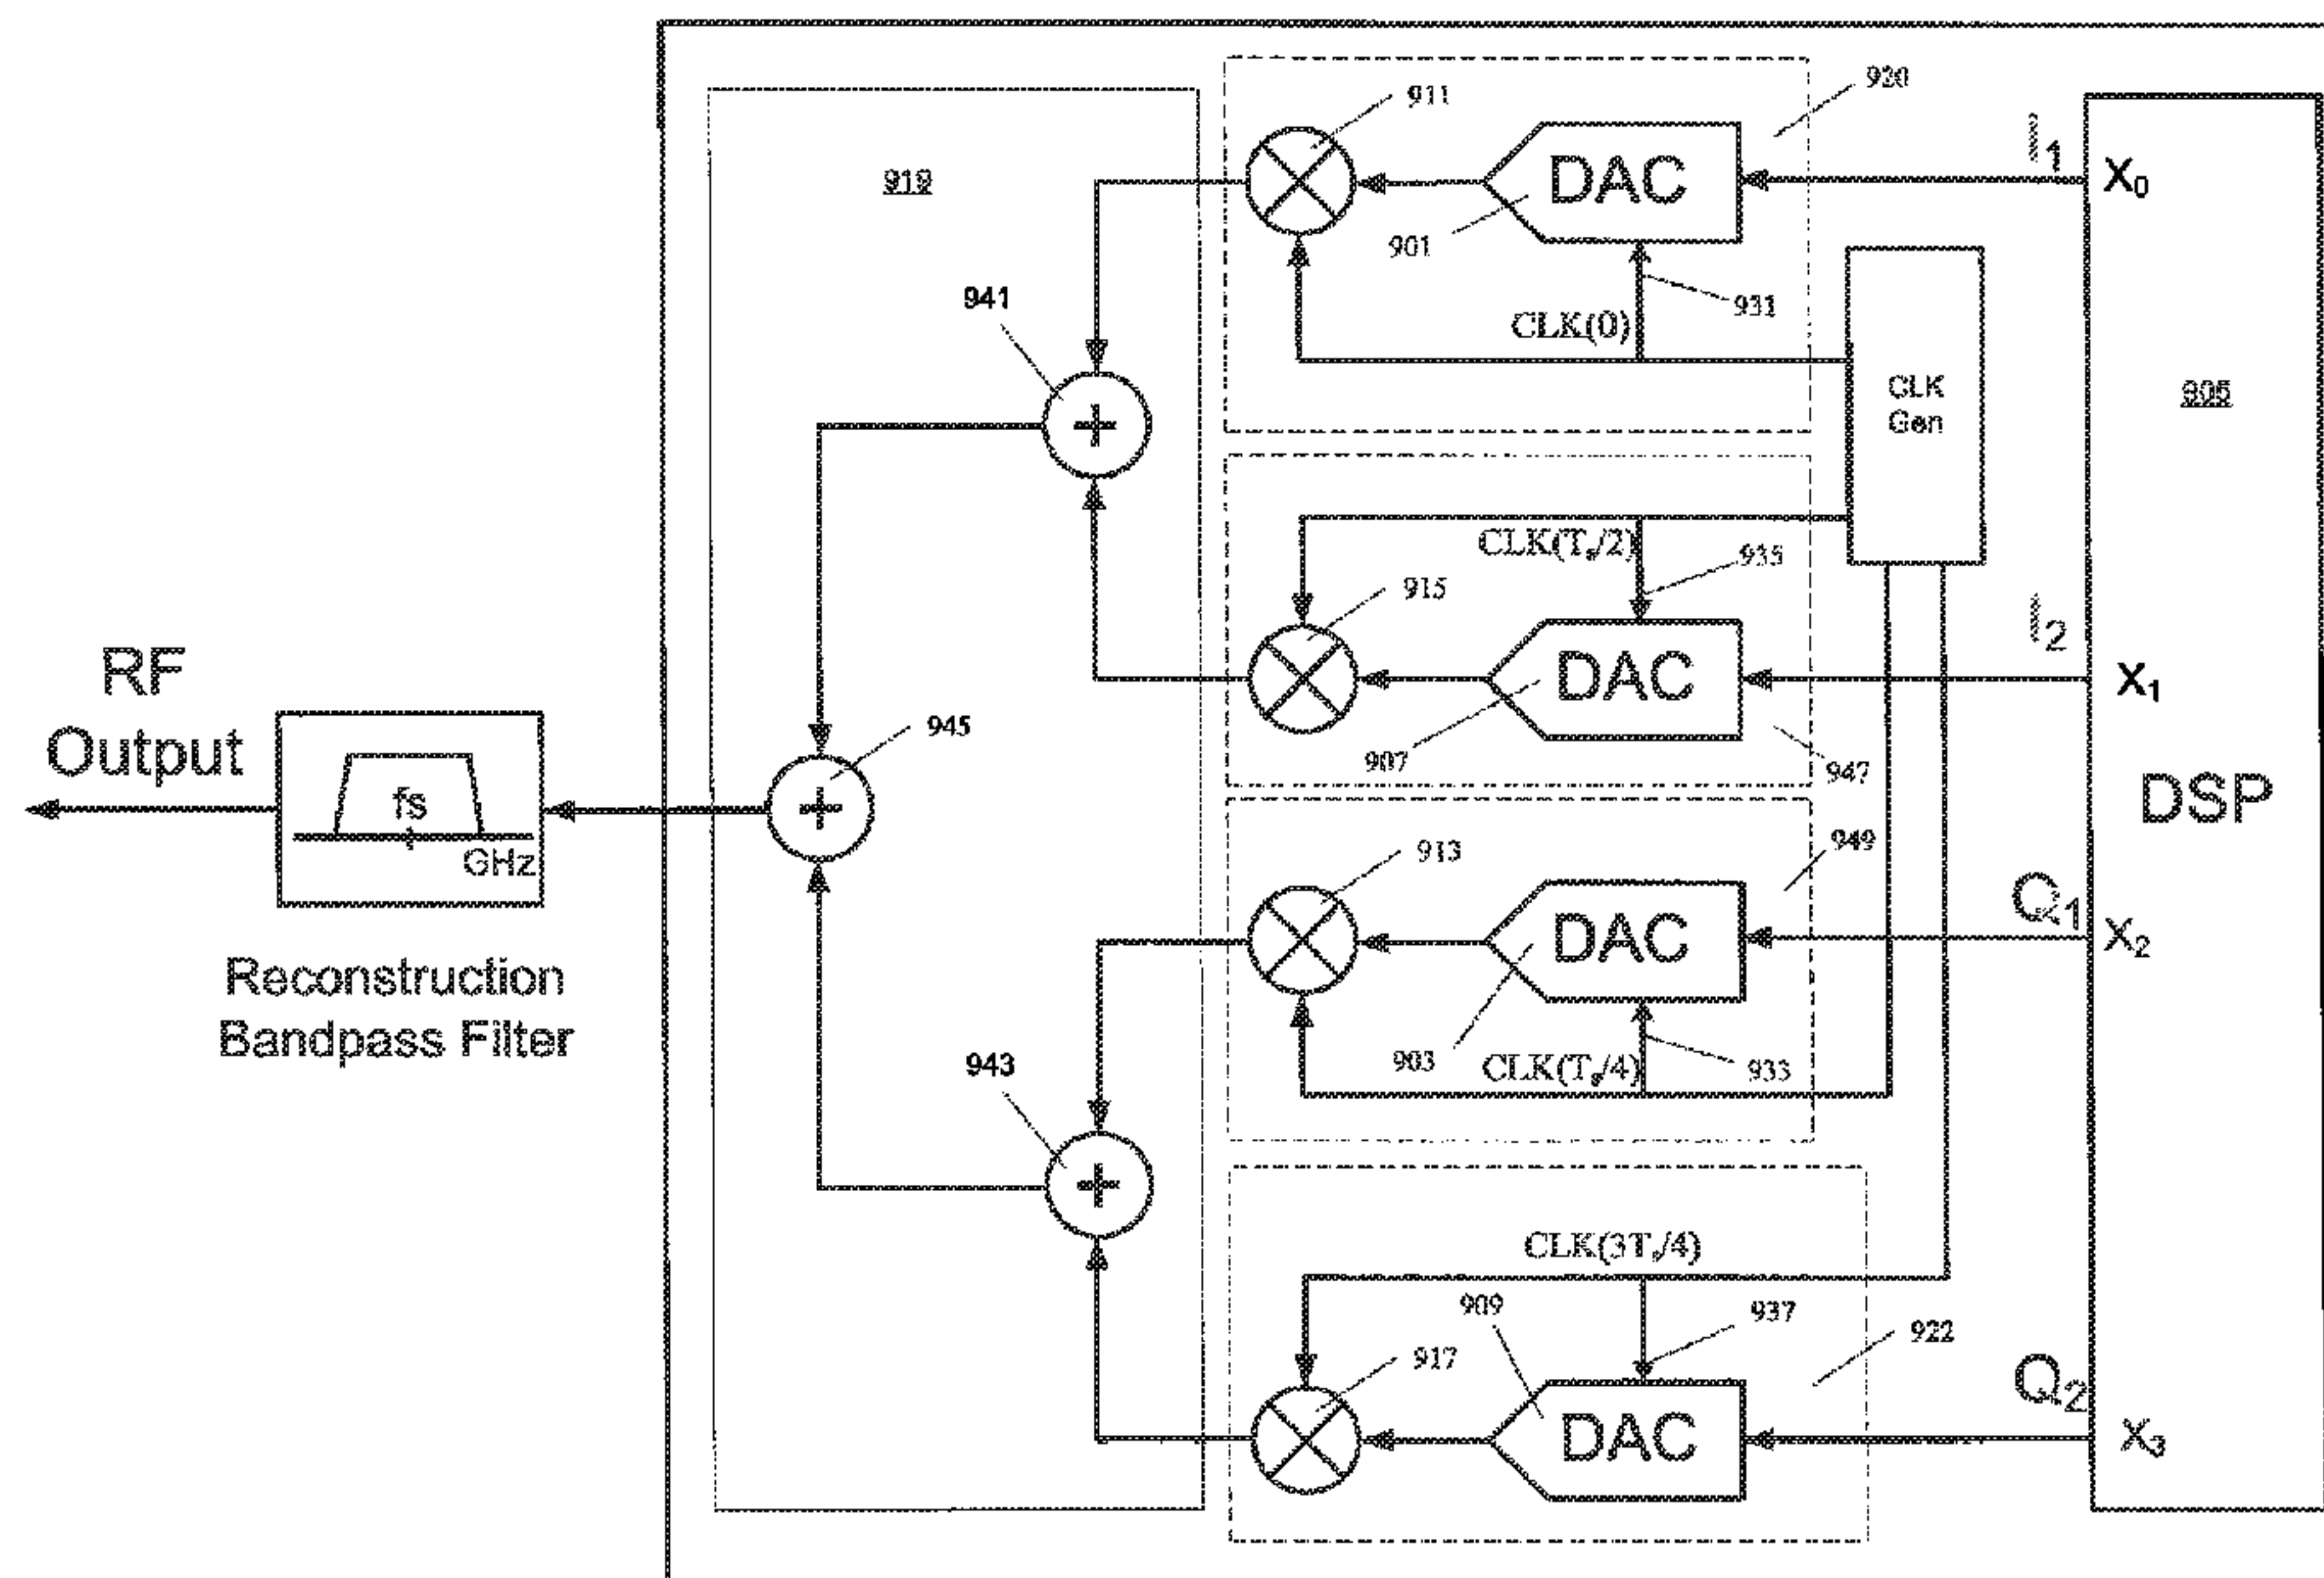 920
911
DAC
I1
X0
919
901
931
941
CLK(0)
CLK
Gen
905
CLK(Ts/2)
935
915
I2
DAC
X1
RF
Output
945
907
947
DSP
fs
GHz
913
949
Q1
DAC
X2
Reconstruction
Bandpass Filter
903
CLK(Ts/4)
933
943
CLK(3Ts/4)
909
937
922
917
Q2
DAC
X3